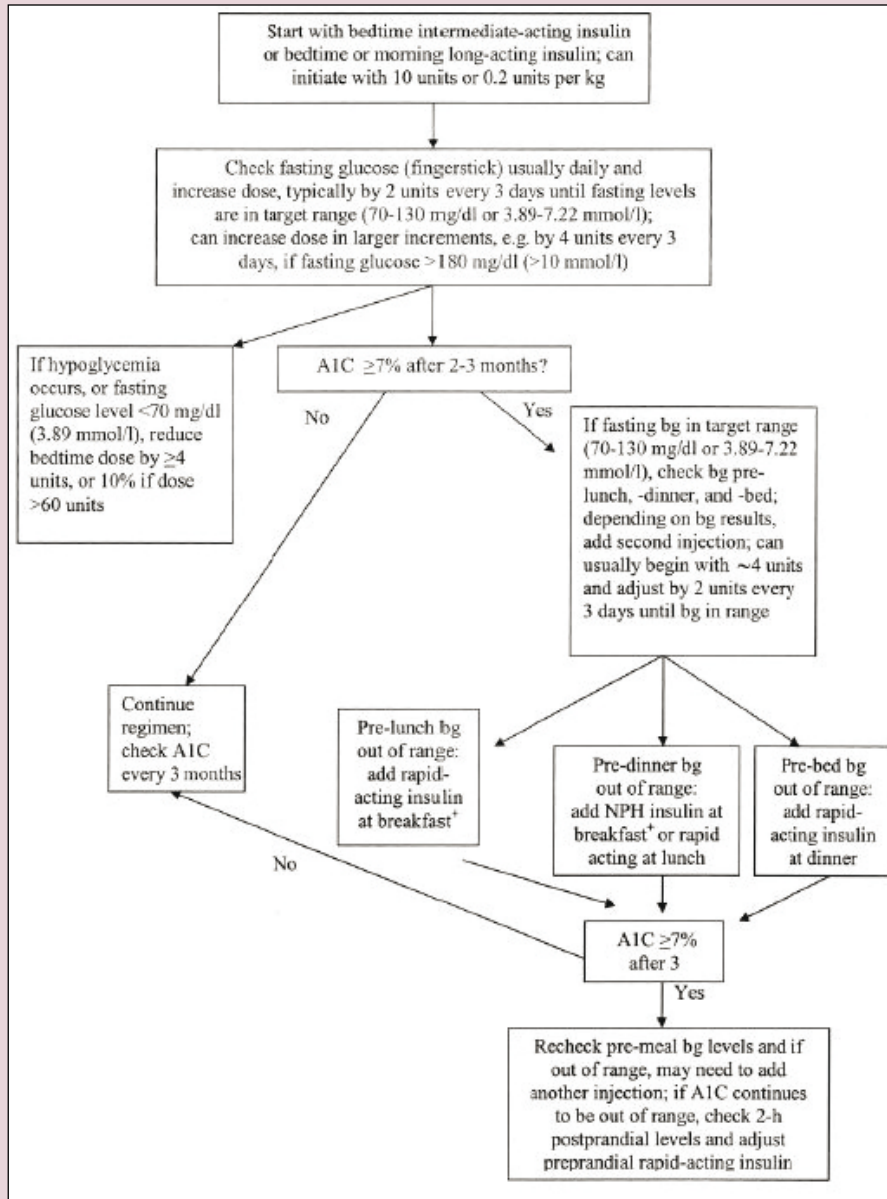 Start with bedtime intermediate-acting insulin
or bedtime or morning long-acting insulin; can
initiate with 10 units or 0.2 units per kg
Check fasting glucose (fingerstick) usually daily and
increase dose, typically by 2 units every 3 days until fasting levels
are in target range (70-130 mg/dl or 3.89-7.22 mmol/l);
can increase dose in larger increments, e.g. by 4 units every 3
days, if fasting glucose >180 mg/dl (>10 mmol/l)
If hypoglycemia
occurs, or fasting
glucose level <70 mg/dl
(3.89 mmol/l), reduce
bedtime dose by ≥4
units, or 10% if dose
>60 units
A1C ≥7% after 2-3 months?
No
Yes
If fasting bg in target range
(70-130 mg/dl or 3.89-7.22
mmol/l), check bg pre-
lunch, -dinner, and -bed;
depending on bg results,
add second injection; can
usually begin with ~4 units
and adjust by 2 units every
3 days until bg in range
Continue
regimen;
check A1C
every 3 months
Pre-lunch bg
out of range:
add rapid-
acting insulin
at breakfast⁺
Pre-dinner bg
out of range:
add NPH insulin at
breakfast⁺ or rapid
acting at lunch
Pre-bed bg
out of range:
add rapid-
acting insulin
at dinner
No
A1C ≥7%
after 3
Yes
Recheck pre-meal bg levels and if
out of range, may need to add
another injection; if A1C continues
to be out of range, check 2-h
postprandial levels and adjust
preprandial rapid-acting insulin